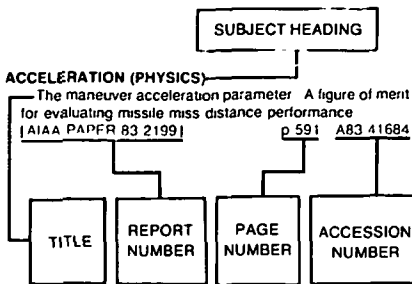 SUBJECT HEADING
ACCELERATION (PHYSICS)
The maneuver acceleration parameter A figure of merit
for evaluating missile miss distance performance
[AIAA PAPER 83 2199] p 591 A83 41684
TITLE
REPORT
NUMBER
PAGE
NUMBER
ACCESSION
NUMBER